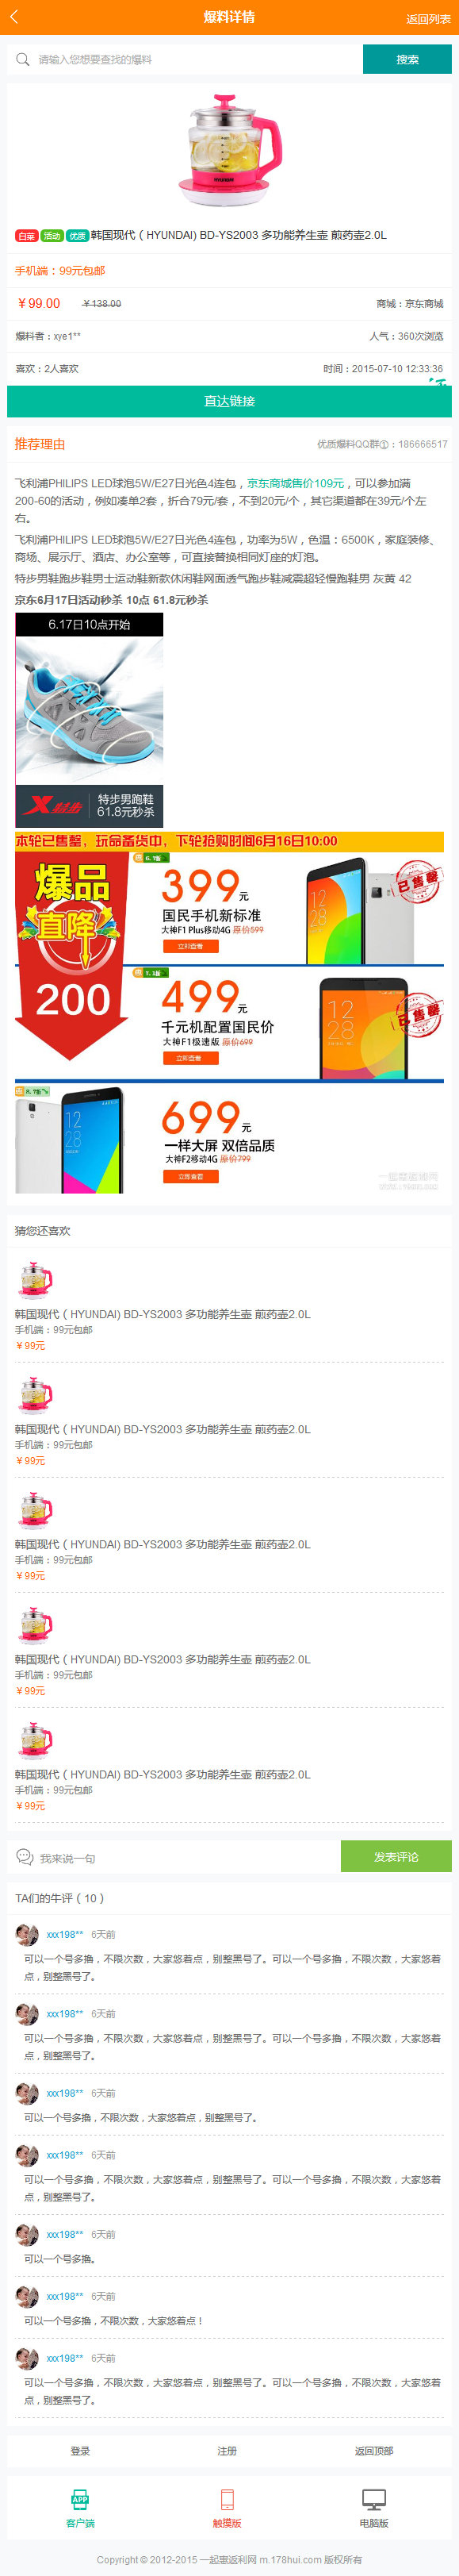 爆料详情
返回列表
请输入您想要查找的爆料
搜索
HYUNDAI
白菜 活动 优质 韩国现代（HYUNDAI) BD-YS2003 多功能养生壶 煎药壶2.0L
手机端：99元包邮
￥99.00 ￥138.00 商城：京东商城
爆料者：xye1** 人气：360次浏览
喜欢：2人喜欢 时间：2015-07-10 12:33:36
直达链接
推荐理由 优质爆料QQ群①：186666517
飞利浦PHILIPS LED球泡5W/E27日光色4连包，京东商城售价109元，可以参加满
200-60的活动，例如凑单2套，折合79元/套，不到20元/个，其它渠道都在39元/个左
右。
飞利浦PHILIPS LED球泡5W/E27日光色4连包，功率为5W，色温：6500K，家庭装修、
商场、展示厅、酒店、办公室等，可直接替换相同灯座的灯泡。
特步男鞋跑步鞋男士运动鞋新款休闲鞋网面透气跑步鞋减震超轻慢跑鞋男 灰黄 42
京东6月17日活动秒杀 10点 61.8元秒杀
6.17日10点开始
特步
特步男跑鞋
61.8元秒杀
本轮已售罄，玩命备货中，下轮抢购时间6月16日10:00
爆品
直降
200
399元
国民手机新标准
大神F1 Plus移动4G 原价599
立即查看
已售罄
499元
千元机配置国民价
大神F1极速版 原价699
立即查看
已售罄
699元
一样大屏 双倍品质
大神F2移动4G 原价799
立即查看
猜您还喜欢
韩国现代（HYUNDAI) BD-YS2003 多功能养生壶 煎药壶2.0L
手机端：99元包邮
￥99元
韩国现代（HYUNDAI) BD-YS2003 多功能养生壶 煎药壶2.0L
手机端：99元包邮
￥99元
韩国现代（HYUNDAI) BD-YS2003 多功能养生壶 煎药壶2.0L
手机端：99元包邮
￥99元
韩国现代（HYUNDAI) BD-YS2003 多功能养生壶 煎药壶2.0L
手机端：99元包邮
￥99元
韩国现代（HYUNDAI) BD-YS2003 多功能养生壶 煎药壶2.0L
手机端：99元包邮
￥99元
我来说一句
发表评论
TA们的牛评（10）
xxx198** 6天前
可以一个号多撸，不限次数，大家悠着点，别整黑号了。可以一个号多撸，不限次数，大家悠着
点，别整黑号了。
xxx198** 6天前
可以一个号多撸，不限次数，大家悠着点，别整黑号了。可以一个号多撸，不限次数，大家悠着
点，别整黑号了。
xxx198** 6天前
可以一个号多撸，不限次数，大家悠着点，别整黑号了。
xxx198** 6天前
可以一个号多撸，不限次数，大家悠着点，别整黑号了。可以一个号多撸，不限次数，大家悠着
点，别整黑号了。
xxx198** 6天前
可以一个号多撸。
xxx198** 6天前
可以一个号多撸，不限次数，大家悠着点！
xxx198** 6天前
可以一个号多撸，不限次数，大家悠着点，别整黑号了。可以一个号多撸，不限次数，大家悠着
点，别整黑号了。
登录 注册 返回顶部
APP
客户端 触摸版 电脑版
Copyright © 2012-2015 一起惠返利网 m.178hui.com 版权所有